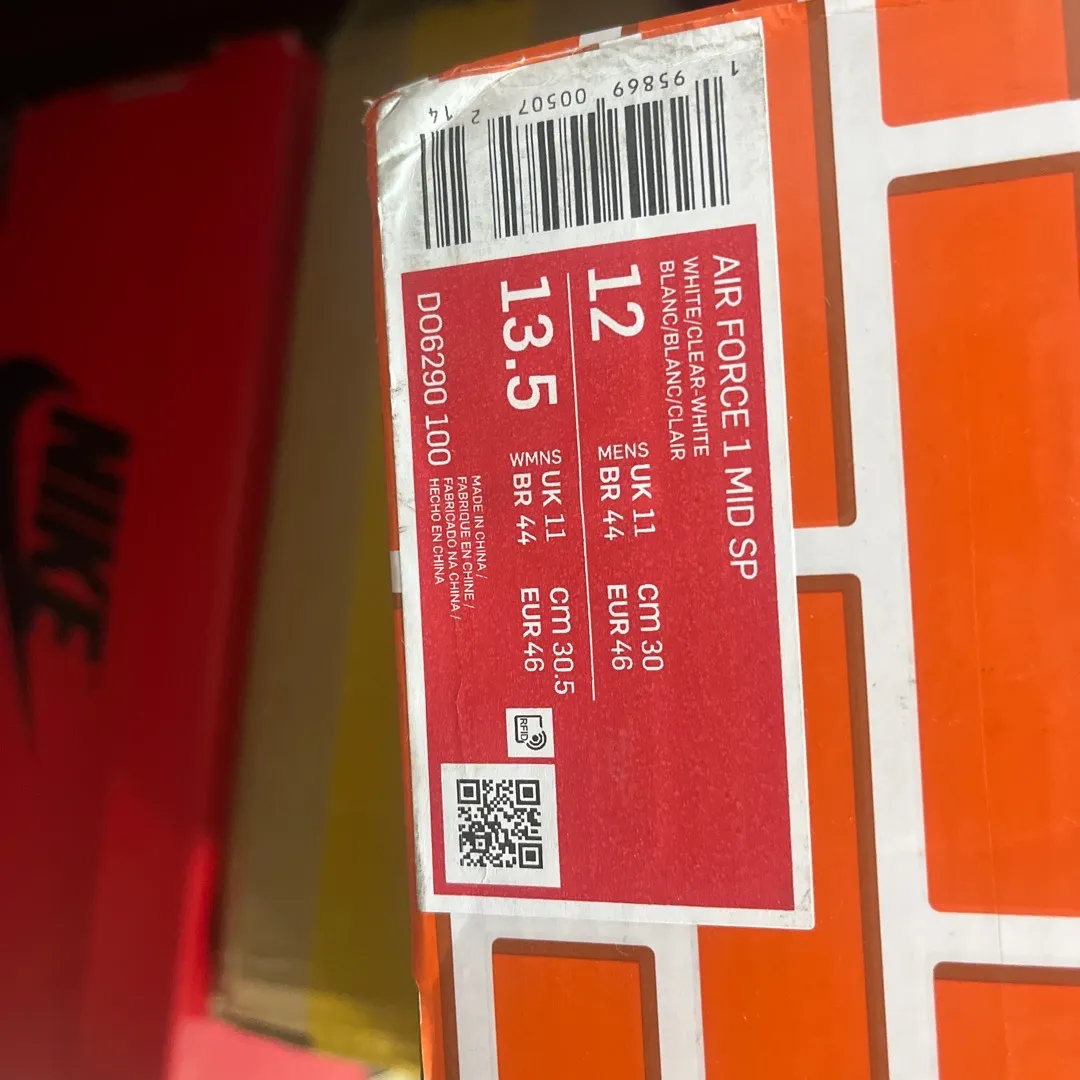 1 95869 00507 2 14
AIR FORCE 1 MID SP
WHITE/CLEAR-WHITE
BLANC/BLANC/CLAIR
12
MENS
UK 11
BR 44
cm 30
EUR 46
13.5
WMNS
UK 11
BR 44
cm 30.5
EUR 46
DO6290 100
MADE IN CHINA /
FABRIQUE EN CHINE /
FABRICADO NA CHINA /
HECHO EN CHINA
RFID
NIKE